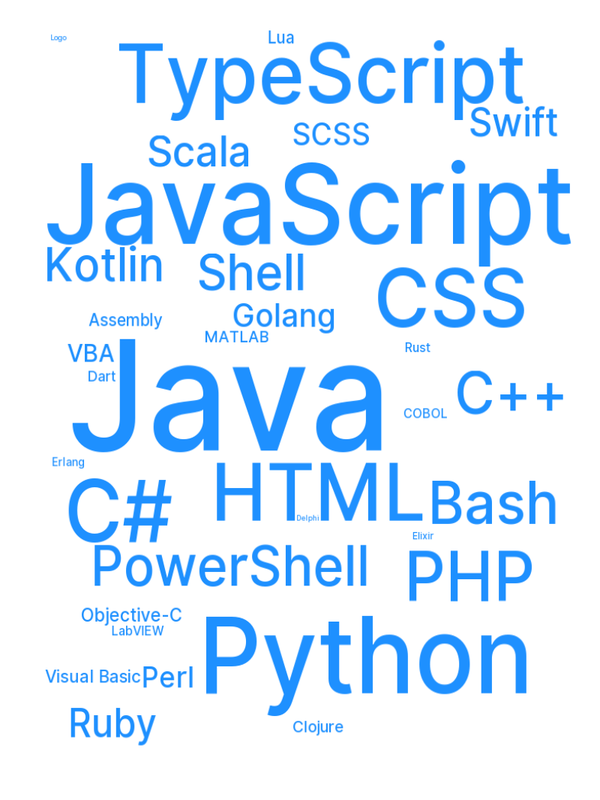 Logo
Lua
TypeScript
Swift
SCSS
Scala
JavaScript
Kotlin
Shell
CSS
Golang
Assembly
MATLAB
VBA
Rust
Dart
Java
C++
COBOL
Erlang
HTML
C#
Bash
Delphi
Elixir
PowerShell
PHP
Objective-C
LabVIEW
Python
Visual Basic
Perl
Ruby
Clojure